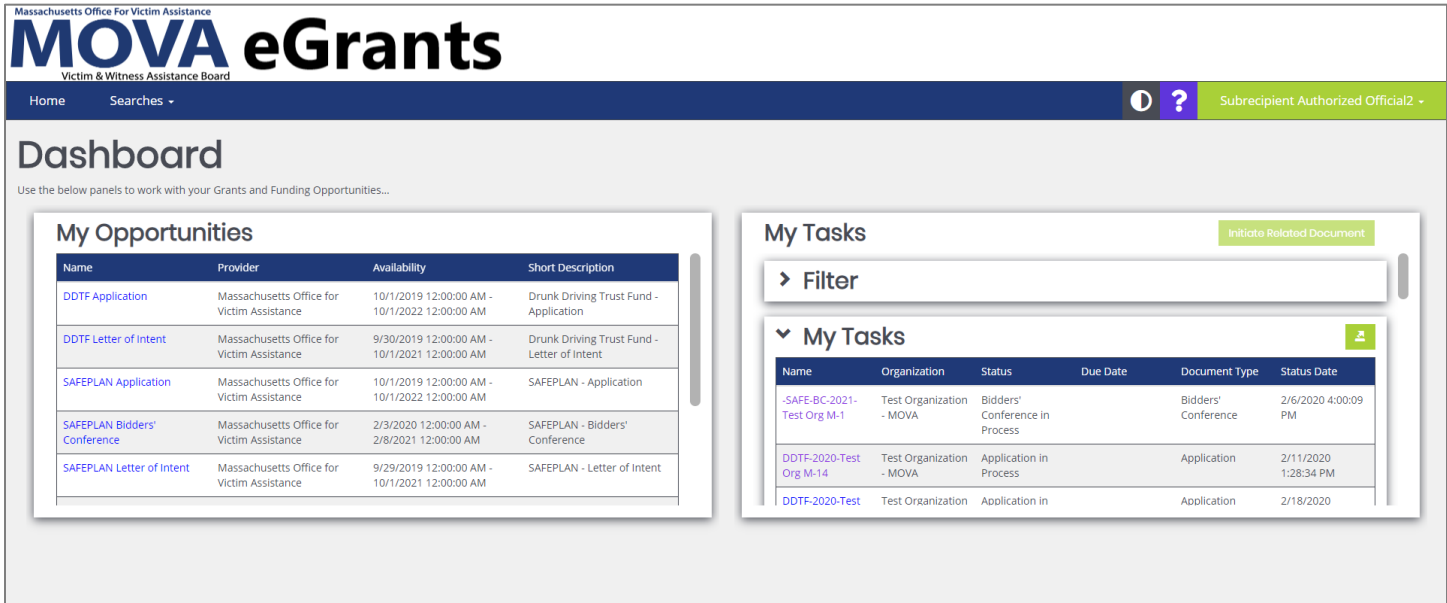 Massachusetts Office For Victim Assistance
MOVA eGrants
Victim & Witness Assistance Board
Home Searches ? Subrecipient Authorized Official2
Dashboard
Use the below panels to work with your Grants and Funding Opportunities...
My Opportunities
Name Provider Availability Short Description
DDTF Application Massachusetts Office for 10/1/2019 12:00:00 AM - Drunk Driving Trust Fund -
Victim Assistance 10/1/2022 12:00:00 AM Application
DDTF Letter of Intent Massachusetts Office for 9/30/2019 12:00:00 AM - Drunk Driving Trust Fund -
Victim Assistance 10/1/2021 12:00:00 AM Letter of Intent
SAFEPLAN Application Massachusetts Office for 10/1/2019 12:00:00 AM - SAFEPLAN - Application
Victim Assistance 10/1/2022 12:00:00 AM
SAFEPLAN Bidders' Massachusetts Office for 2/3/2020 12:00:00 AM - SAFEPLAN - Bidders'
Conference Victim Assistance 2/8/2021 12:00:00 AM Conference
SAFEPLAN Letter of Intent Massachusetts Office for 9/29/2019 12:00:00 AM - SAFEPLAN - Letter of Intent
Victim Assistance 10/1/2021 12:00:00 AM
My Tasks
Initiate Related Document
Filter
My Tasks
Name Organization Status Due Date Document Type Status Date
-SAFE-BC-2021- Test Organization Bidders' Bidders' 2/6/2020 4:00:09
Test Org M-1 - MOVA Conference in Conference PM
Process
DDTF-2020-Test Test Organization Application in Application 2/11/2020
Org M-14 - MOVA Process 1:28:34 PM
DDTF-2020-Test Test Organization Application in Application 2/18/2020